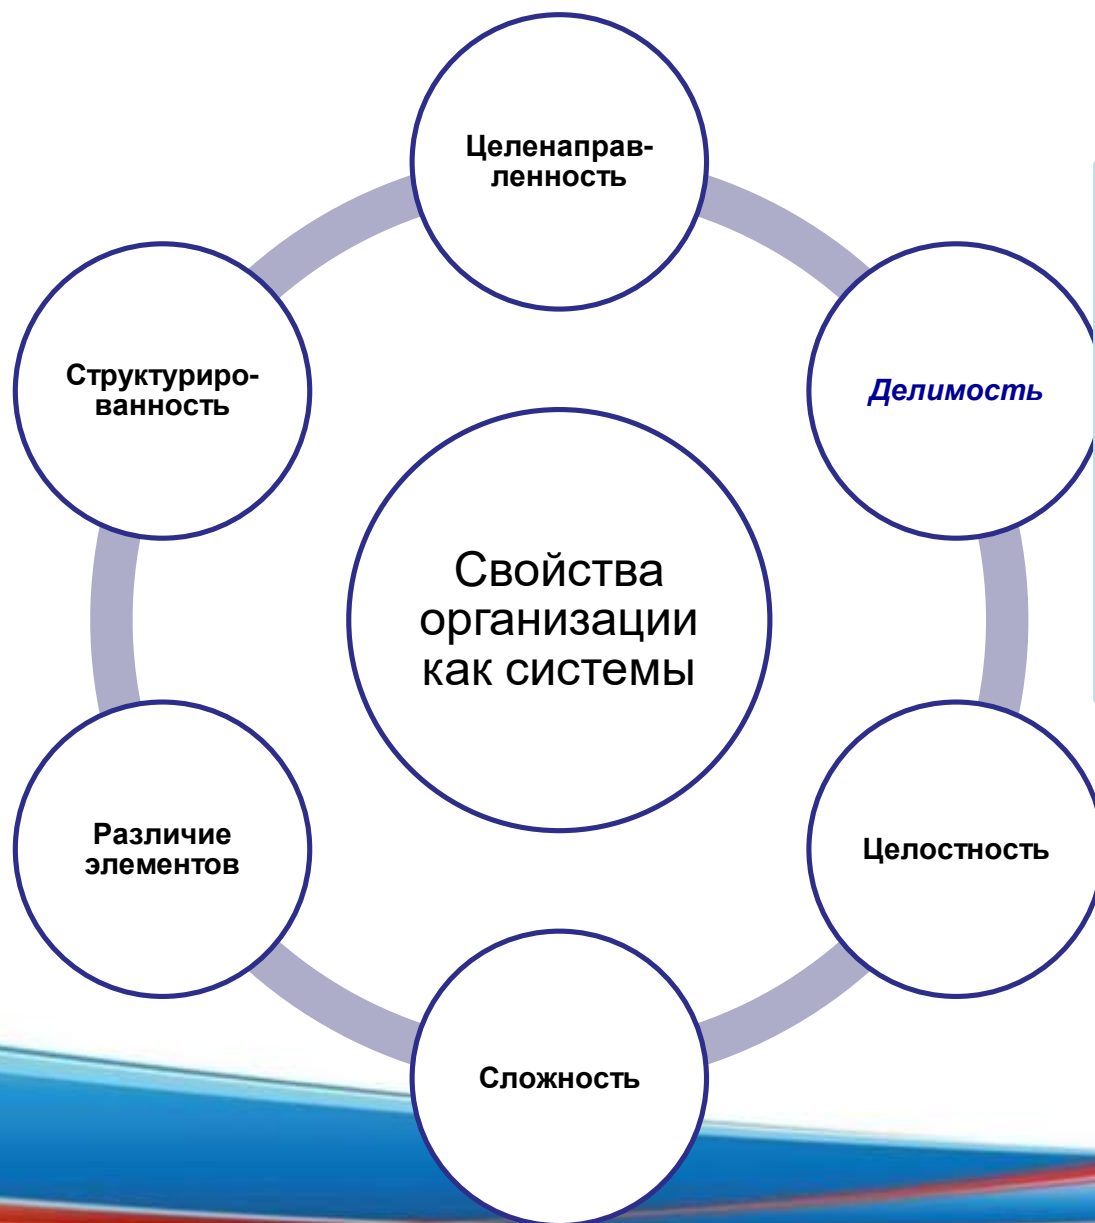 Целенаправ-
ленность
Структуриро-
ванность
Делимость
Свойства
организации
как системы
Различие
элементов
Целостность
Сложность